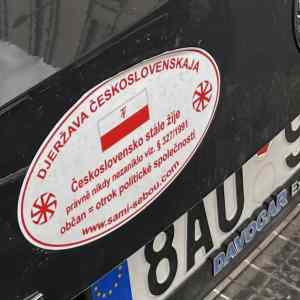 DJERŽAVA ČESKOSLOVENSKAJA
Československo stále žije
právně nikdy nezaniklo viz. § 327/1991
občan = otrok politické společnosti
www.sami-sebou.com
8AU
DAVOCAR